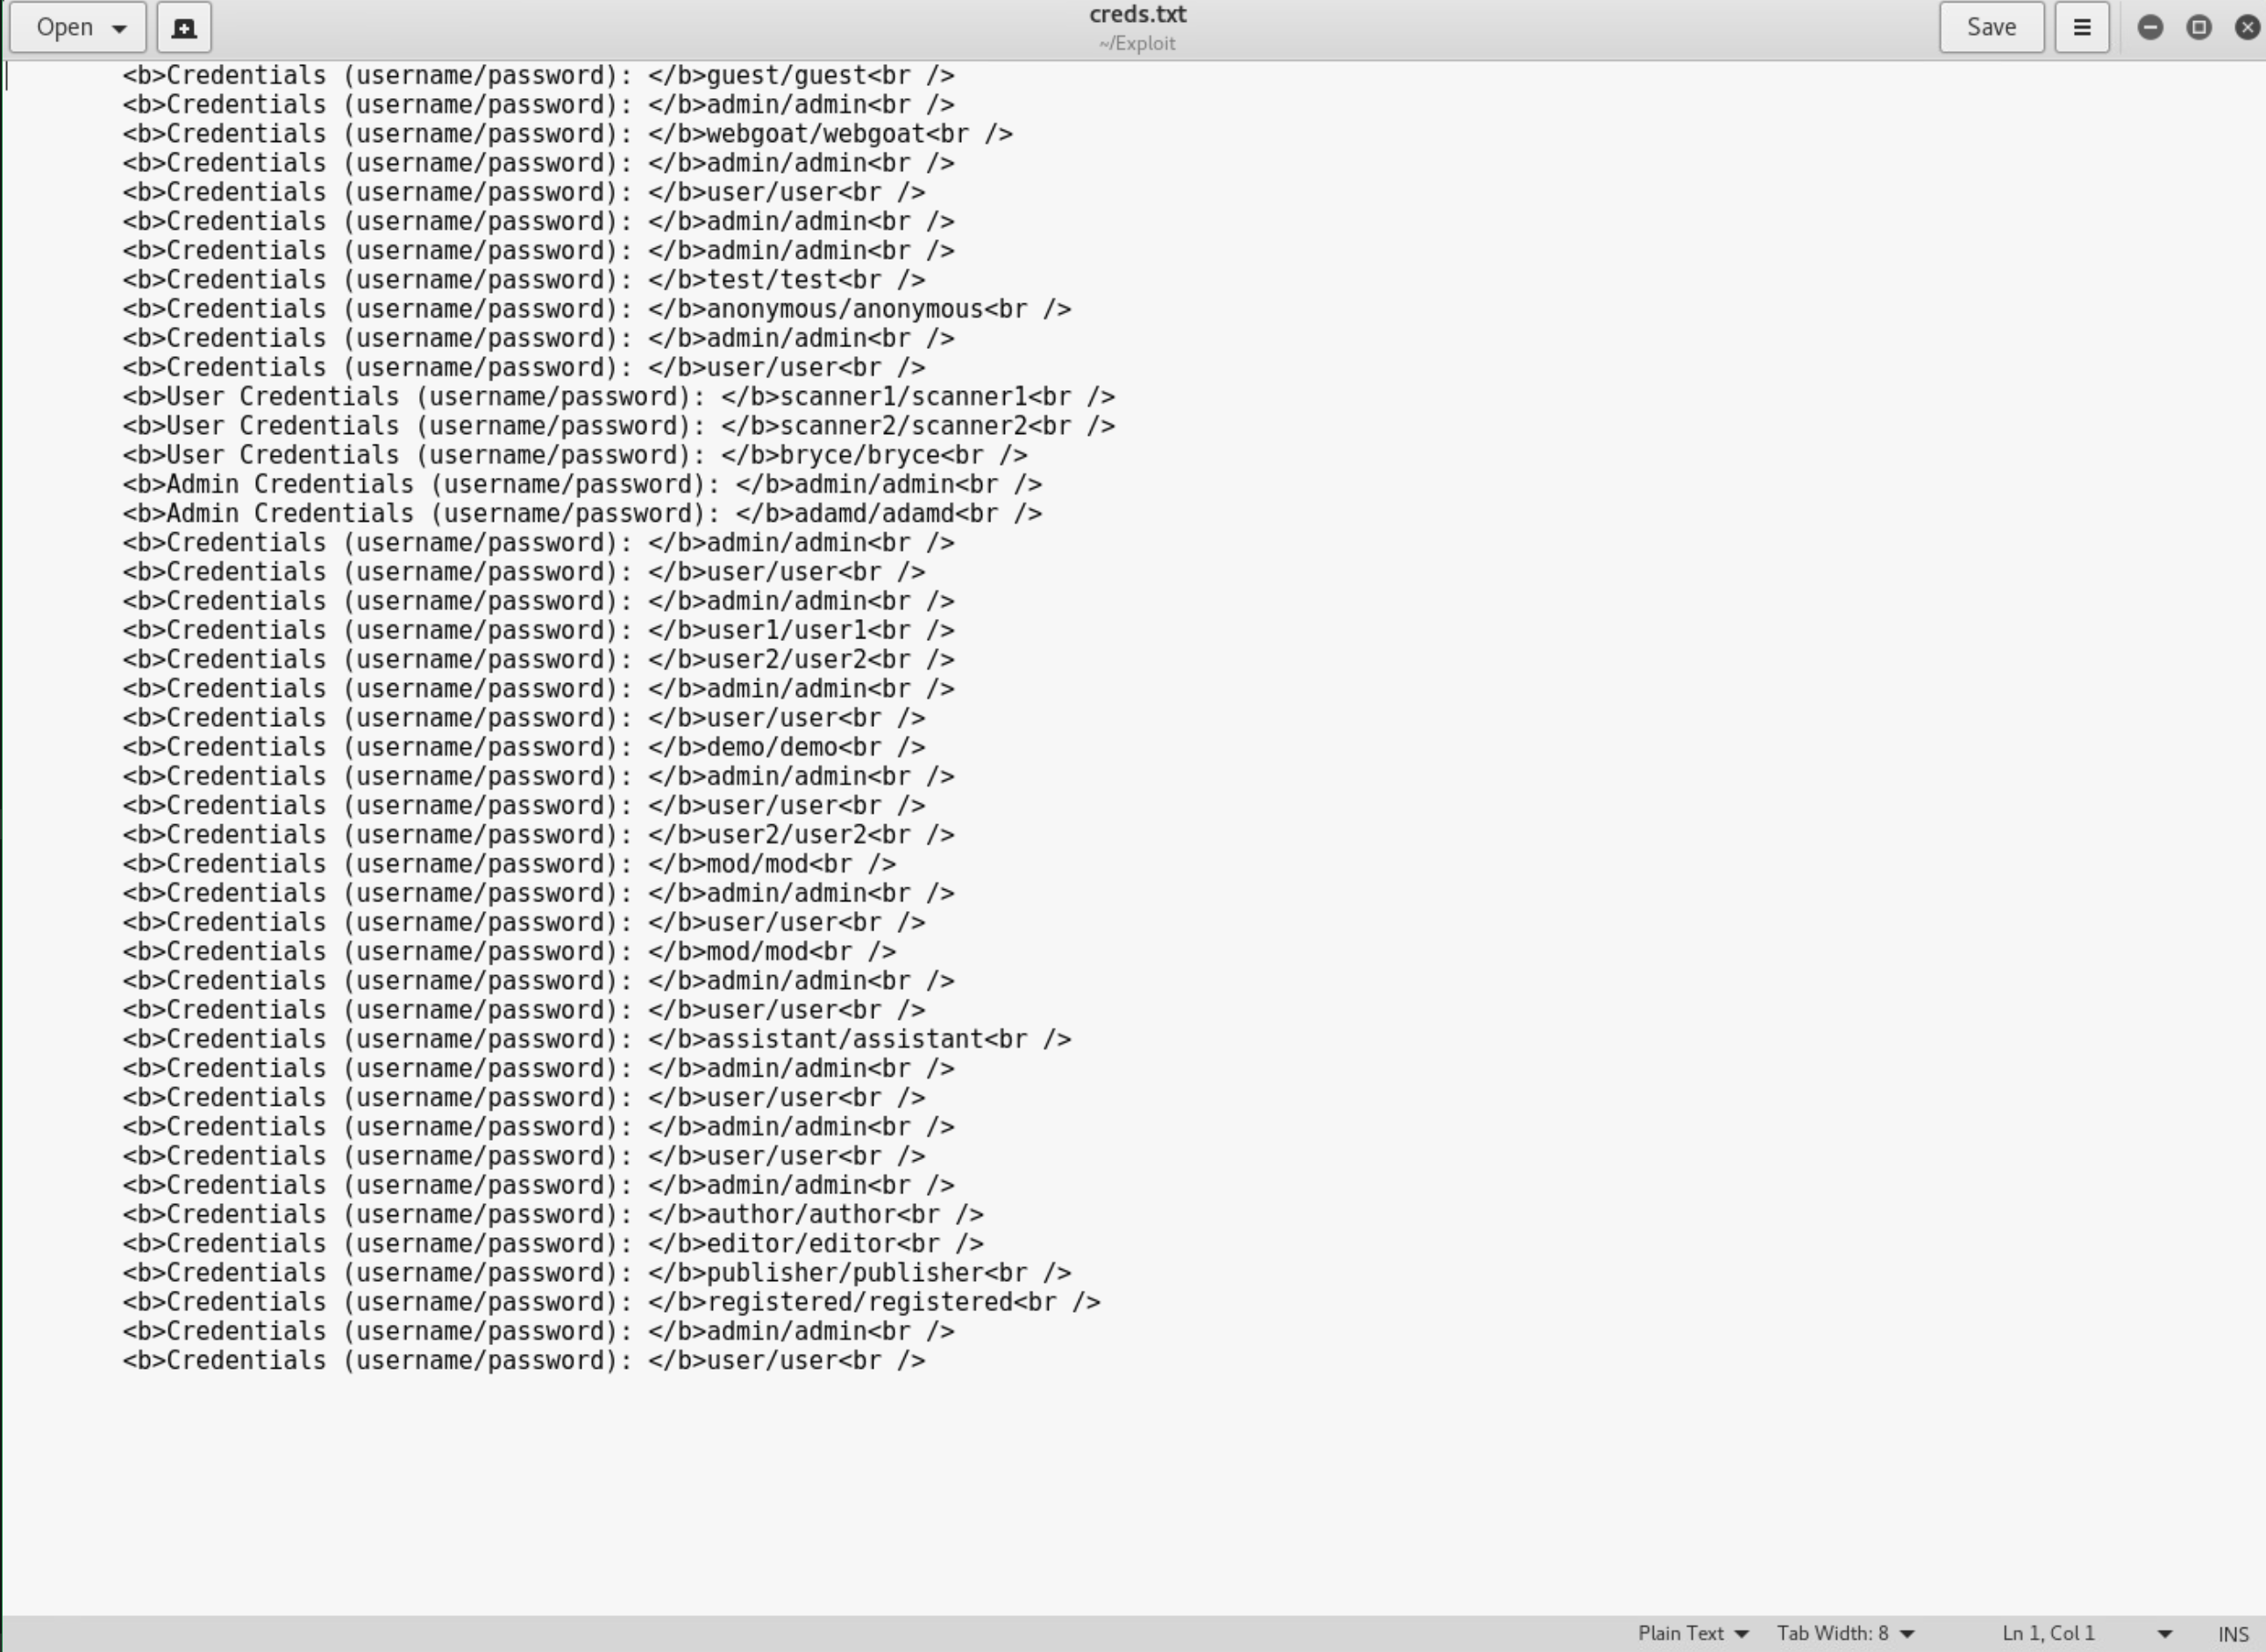 Open
creds.txt
~/Exploit
Save
<b>Credentials (username/password): </b>guest/guest<br />
<b>Credentials (username/password): </b>admin/admin<br />
<b>Credentials (username/password): </b>webgoat/webgoat<br />
<b>Credentials (username/password): </b>admin/admin<br />
<b>Credentials (username/password): </b>user/user<br />
<b>Credentials (username/password): </b>admin/admin<br />
<b>Credentials (username/password): </b>admin/admin<br />
<b>Credentials (username/password): </b>test/test<br />
<b>Credentials (username/password): </b>anonymous/anonymous<br />
<b>Credentials (username/password): </b>admin/admin<br />
<b>Credentials (username/password): </b>user/user<br />
<b>User Credentials (username/password): </b>scanner1/scanner1<br />
<b>User Credentials (username/password): </b>scanner2/scanner2<br />
<b>User Credentials (username/password): </b>bryce/bryce<br />
<b>Admin Credentials (username/password): </b>admin/admin<br />
<b>Admin Credentials (username/password): </b>adamd/adamd<br />
<b>Credentials (username/password): </b>admin/admin<br />
<b>Credentials (username/password): </b>user/user<br />
<b>Credentials (username/password): </b>admin/admin<br />
<b>Credentials (username/password): </b>user1/user1<br />
<b>Credentials (username/password): </b>user2/user2<br />
<b>Credentials (username/password): </b>admin/admin<br />
<b>Credentials (username/password): </b>user/user<br />
<b>Credentials (username/password): </b>demo/demo<br />
<b>Credentials (username/password): </b>admin/admin<br />
<b>Credentials (username/password): </b>user/user<br />
<b>Credentials (username/password): </b>user2/user2<br />
<b>Credentials (username/password): </b>mod/mod<br />
<b>Credentials (username/password): </b>admin/admin<br />
<b>Credentials (username/password): </b>user/user<br />
<b>Credentials (username/password): </b>mod/mod<br />
<b>Credentials (username/password): </b>admin/admin<br />
<b>Credentials (username/password): </b>user/user<br />
<b>Credentials (username/password): </b>assistant/assistant<br />
<b>Credentials (username/password): </b>admin/admin<br />
<b>Credentials (username/password): </b>user/user<br />
<b>Credentials (username/password): </b>admin/admin<br />
<b>Credentials (username/password): </b>user/user<br />
<b>Credentials (username/password): </b>admin/admin<br />
<b>Credentials (username/password): </b>author/author<br />
<b>Credentials (username/password): </b>editor/editor<br />
<b>Credentials (username/password): </b>publisher/publisher<br />
<b>Credentials (username/password): </b>registered/registered<br />
<b>Credentials (username/password): </b>admin/admin<br />
<b>Credentials (username/password): </b>user/user<br />
Plain Text Tab Width: 8 Ln 1, Col 1 INS